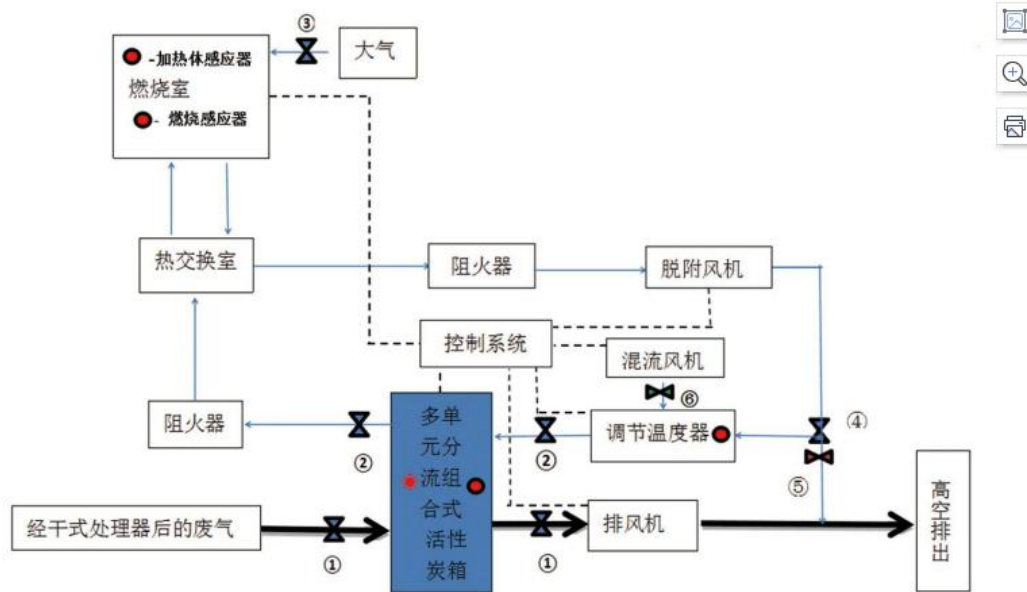 ③
大气
-加热体感应器
燃烧室
- 燃烧感应器
热交换室
阻火器
脱附风机
控制系统
混流风机
⑥
阻火器
②
多单
元分
流组
合式
活性
炭箱
②
调节温度器
④
⑤
经干式处理器后的废气
①
①
排风机
高空排出